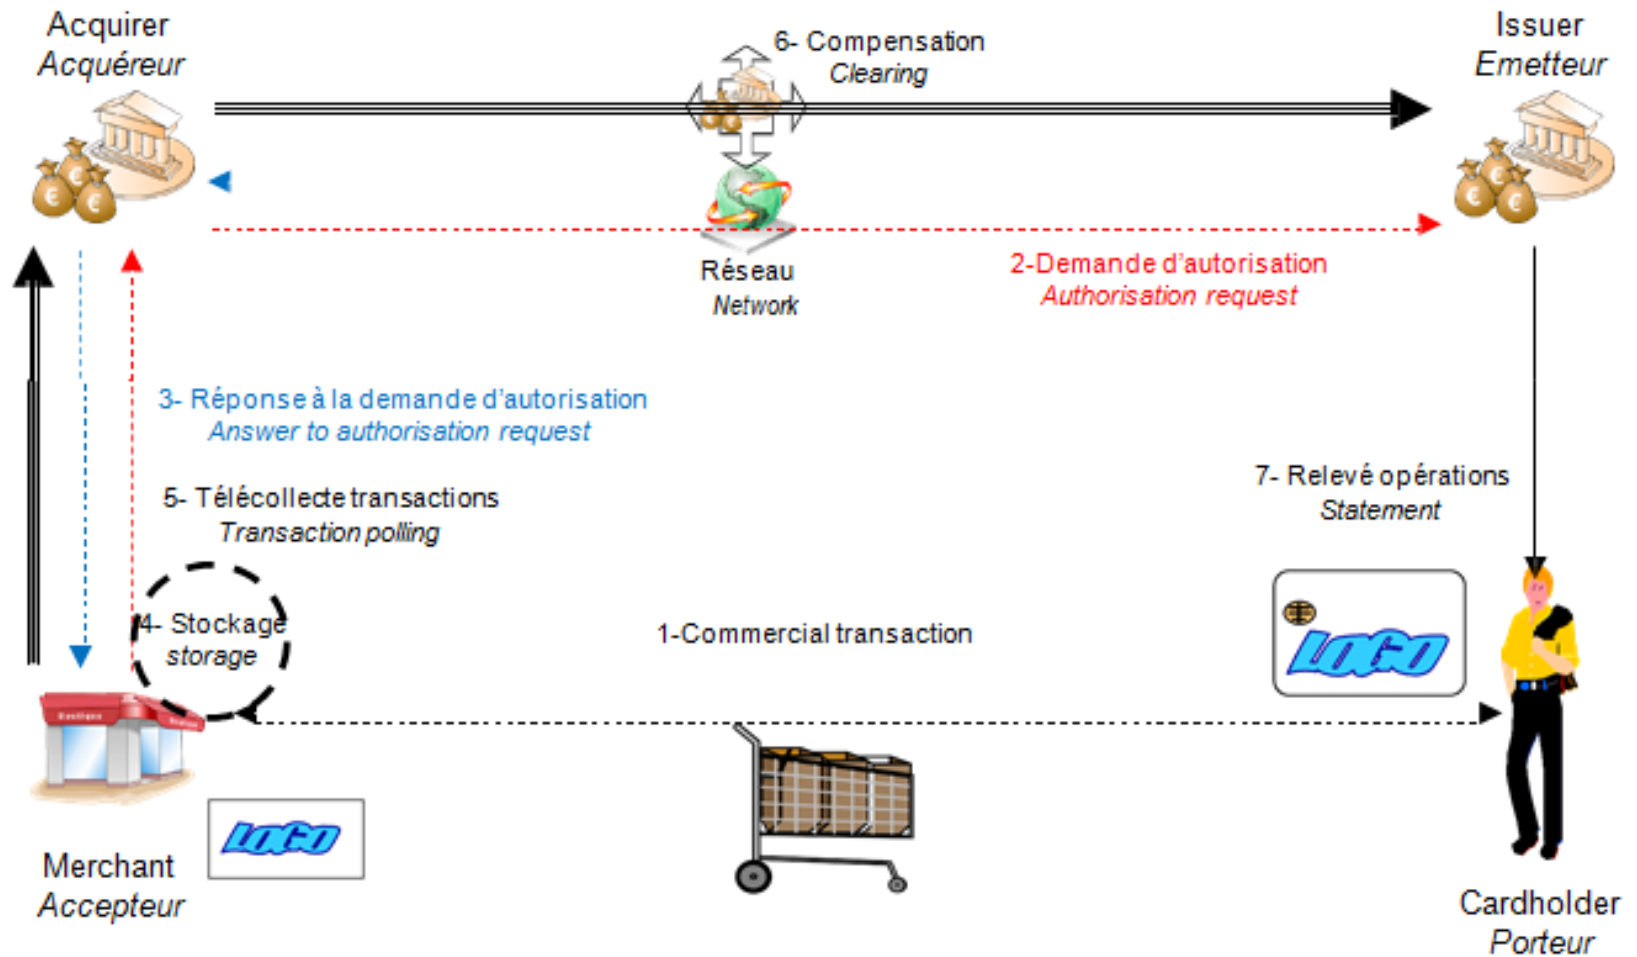 Acquirer
Acquéreur
6- Compensation
Clearing
Issuer
Emetteur
Réseau
Network
2-Demande d'autorisation
Authorisation request
3- Réponse à la demande d'autorisation
Answer to authorisation request
5- Télécollecte transactions
Transaction polling
7- Relevé opérations
Statement
4- Stockage
storage
1-Commercial transaction
LOGO
Boutique
LOGO
Merchant
Accepteur
Cardholder
Porteur